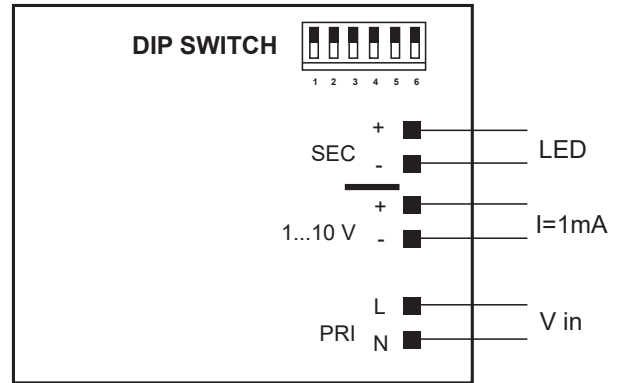 DIP SWITCH
1 2 3 4 5 6
+
SEC
-
LED
+
1...10 V
-
I=1mA
L
PRI
N
V in